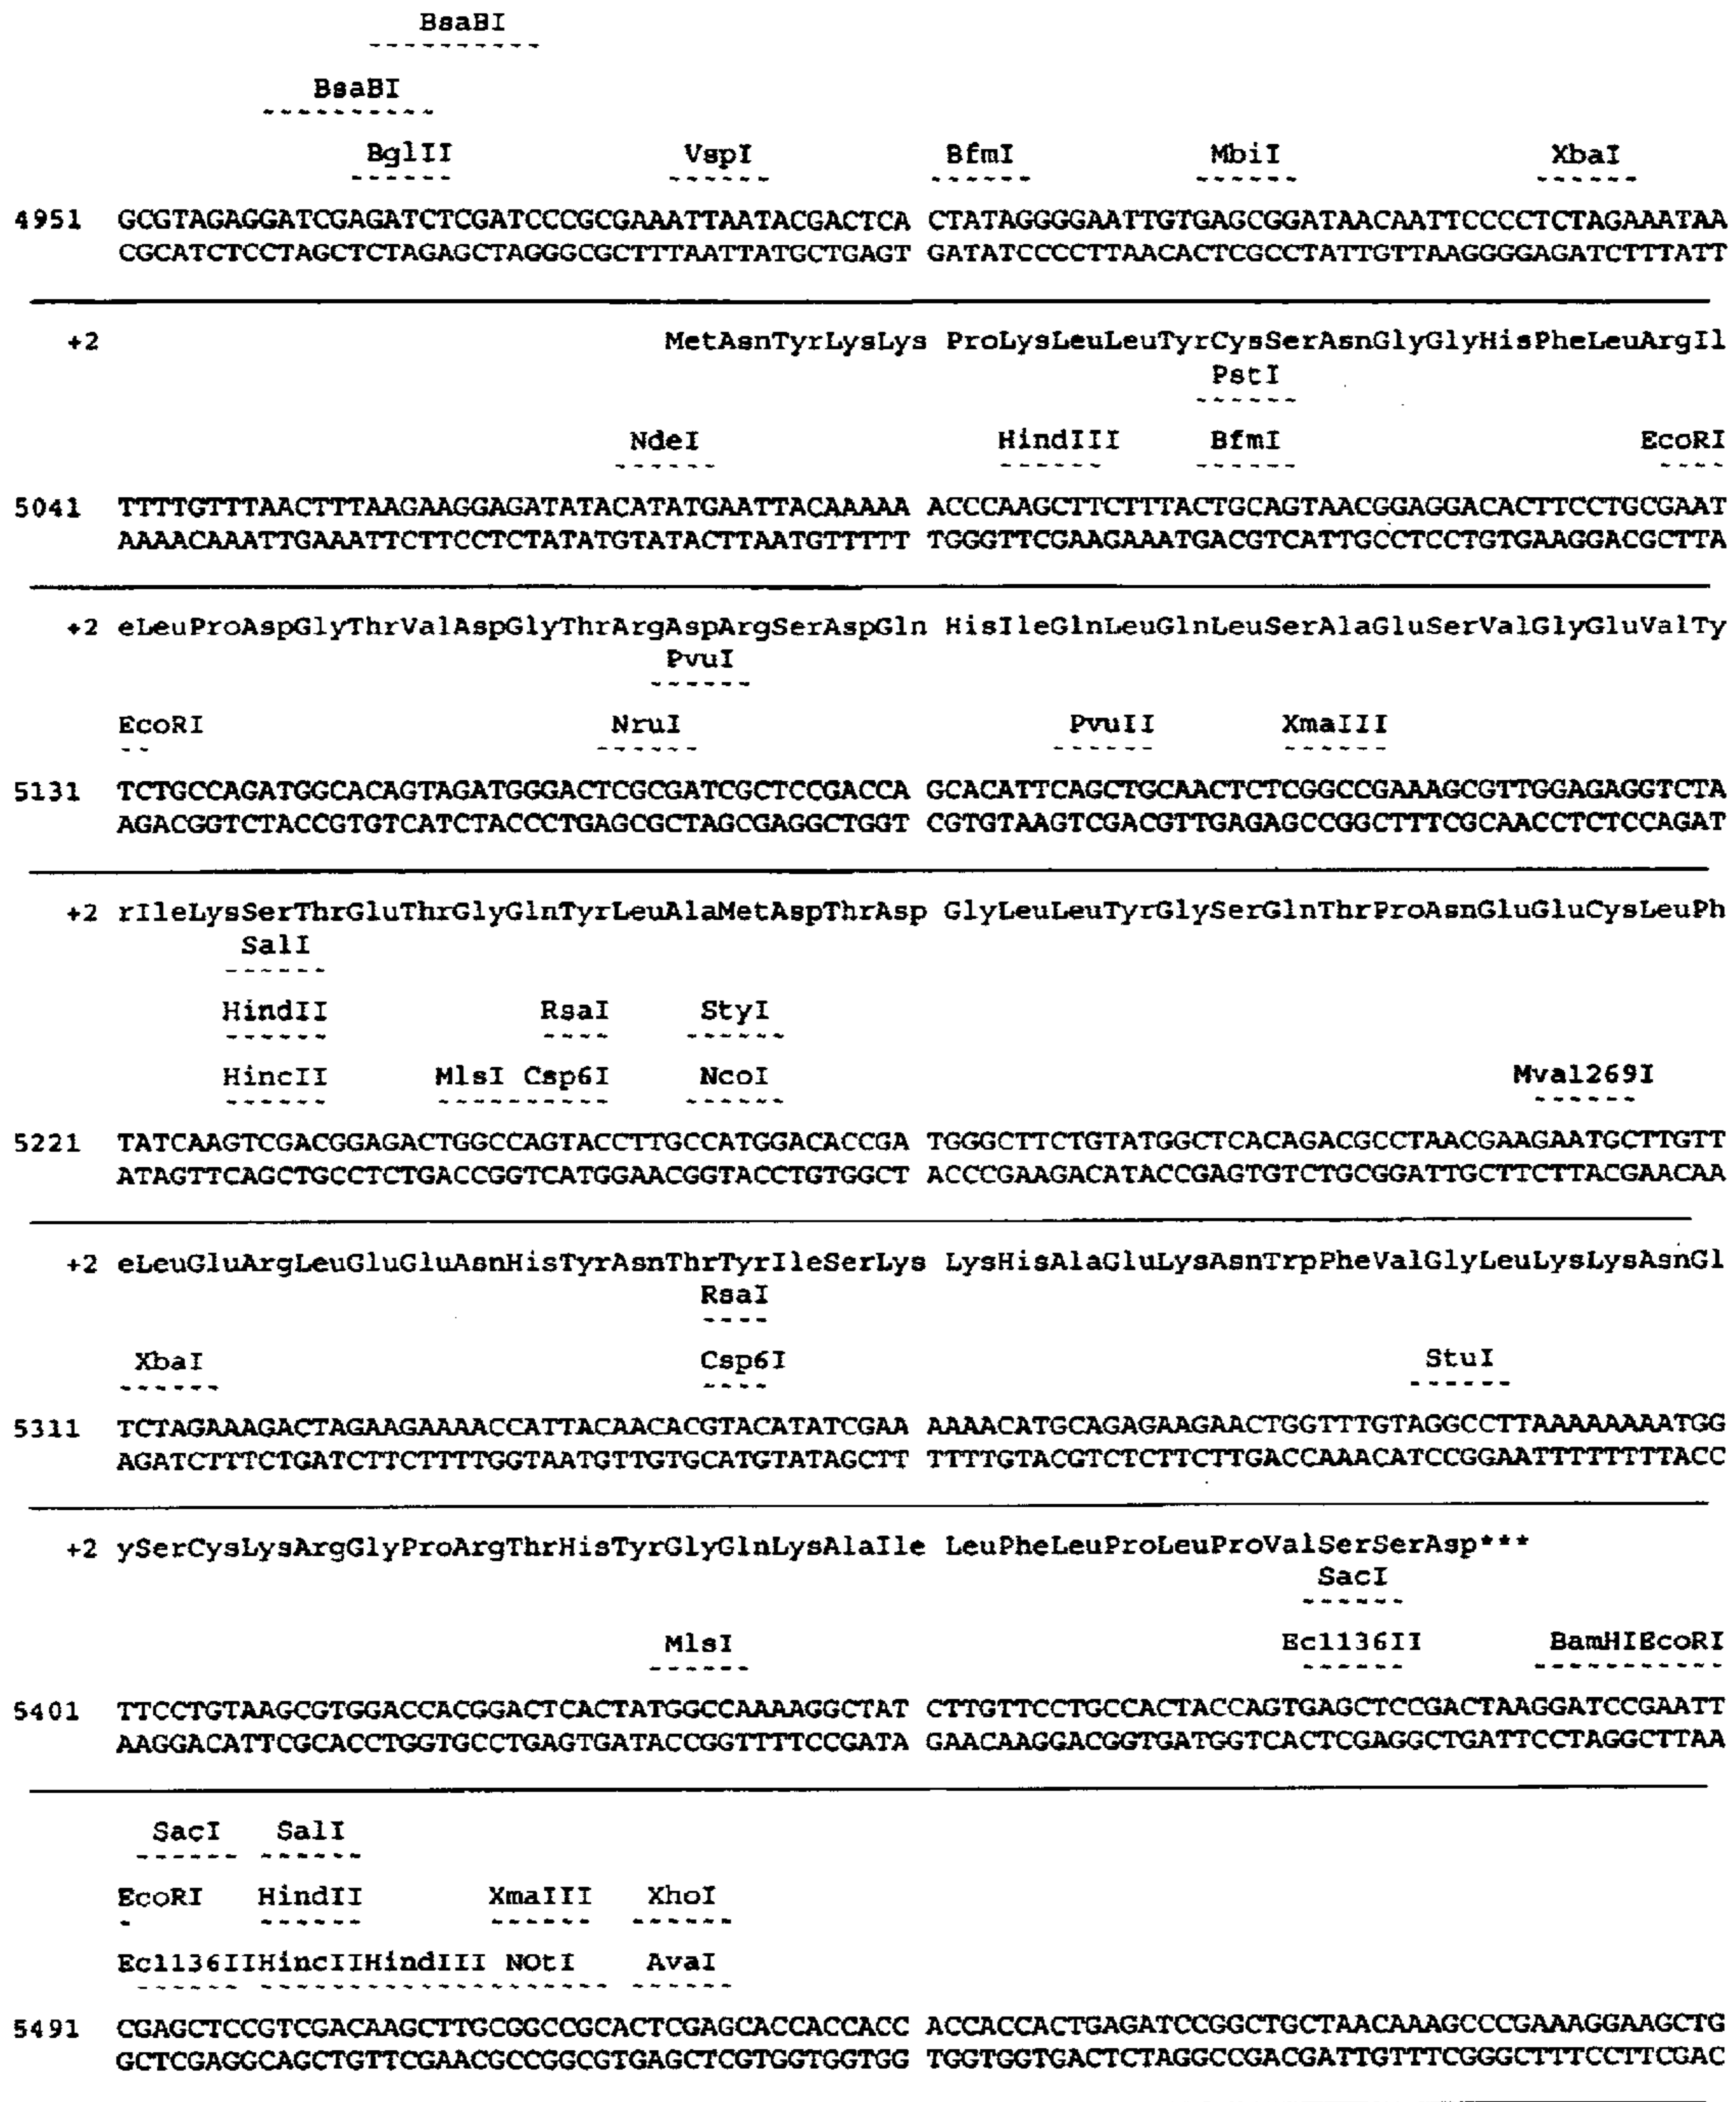 BsaBI
BsaBI
BglII VspI BfmI MbiI XbaI
4951 GCGTAGAGGATCGAGATCTCGATCCCGCGAAATTAATACGACTCA CTATAGGGGAATTGTGAGCGGATAACAATTCCCCTCTAGAAATAA
CGCATCTCCTAGCTCTAGAGCTAGGGCGCTTTAATTATGCTGAGT GATATCCCCTTAACACTCGCCTATTGTTAAGGGGAGATCTTTATT
+2 MetAsnTyrLysLys ProLysLeuLeuTyrCysSerAsnGlyGlyHisPheLeuArgIl
PstI
NdeI HindIII BfmI EcoRI
5041 TTTTGTTTAACTTTAAGAAGGAGATATACATATGAATTACAAAAA ACCCAAGCTTCTTTACTGCAGTAACGGAGGACACTTCCTGCGAAT
AAAACAAATTGAAATTCTTCCTCTATATGTATACTTAATGTTTTT TGGGTTCGAAGAAATGACGTCATTGCCTCCTGTGAAGGACGCTTA
+2 eLeuProAspGlyThrValAspGlyThrArgAspArgSerAspGln HisIleGlnLeuGlnLeuSerAlaGluSerValGlyGluValTy
PvuI
EcoRI NruI PvuII XmaIII
5131 TCTGCCAGATGGCACAGTAGATGGGACTCGCGATCGCTCCGACCA GCACATTCAGCTGCAACTCTCGGCCGAAAGCGTTGGAGAGGTCTA
AGACGGTCTACCGTGTCATCTACCCTGAGCGCTAGCGAGGCTGGT CGTGTAAGTCGACGTTGAGAGCCGGCTTTCGCAACCTCTCCAGAT
+2 rIleLysSerThrGluThrGlyGlnTyrLeuAlaMetAspThrAsp GlyLeuLeuTyrGlySerGlnThrProAsnGluGluCysLeuPh
SalI
HindII RsaI StyI
HincII MlsI Csp6I NcoI Mva1269I
5221 TATCAAGTCGACGGAGACTGGCCAGTACCTTGCCATGGACACCGA TGGGCTTCTGTATGGCTCACAGACGCCTAACGAAGAATGCTTGTT
ATAGTTCAGCTGCCTCTGACCGGTCATGGAACGGTACCTGTGGCT ACCCGAAGACATACCGAGTGTCTGCGGATTGCTTCTTACGAACAA
+2 eLeuGluArgLeuGluGluAsnHisTyrAsnThrTyrIleSerLys LysHisAlaGluLysAsnTrpPheValGlyLeuLysLysAsnGl
RsaI
XbaI Csp6I StuI
5311 TCTAGAAAGACTAGAAGAAAACCATTACAACACGTACATATCGAA AAAACATGCAGAGAAGAACTGGTTTGTAGGCCTTAAAAAAAATGG
AGATCTTTCTGATCTTCTTTTGGTAATGTTGTGCATGTATAGCTT TTTTGTACGTCTCTTCTTGACCAAACATCCGGAATTTTTTTTACC
+2 ySerCysLysArgGlyProArgThrHisTyrGlyGlnLysAlaIle LeuPheLeuProLeuProValSerSerAsp***
SacI
MlsI Ecl136II BamHIEcoRI
5401 TTCCTGTAAGCGTGGACCACGGACTCACTATGGCCAAAAGGCTAT CTTGTTCCTGCCACTACCAGTGAGCTCCGACTAAGGATCCGAATT
AAGGACATTCGCACCTGGTGCCTGAGTGATACCGGTTTTCCGATA GAACAAGGACGGTGATGGTCACTCGAGGCTGATTCCTAGGCTTAA
SacI SalI
EcoRI HindII XmaIII XhoI
Ecl136IIHincIIHindIII NOtI AvaI
5491 CGAGCTCCGTCGACAAGCTTGCGGCCGCACTCGAGCACCACCACC ACCACCACTGAGATCCGGCTGCTAACAAAGCCCGAAAGGAAGCTG
GCTCGAGGCAGCTGTTCGAACGCCGGCGTGAGCTCGTGGTGGTGG TGGTGGTGACTCTAGGCCGACGATTGTTTCGGGCTTTCCTTCGAC